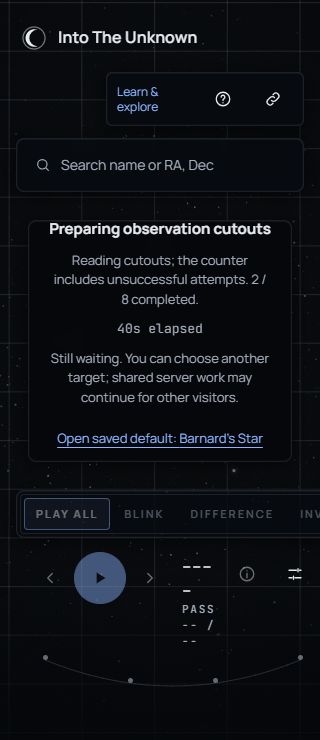 Into The Unknown
Learn &
explore
Search name or RA, Dec
Preparing observation cutouts
Reading cutouts; the counter
includes unsuccessful attempts. 2 /
8 completed.
40s elapsed
Still waiting. You can choose another
target; shared server work may
continue for other visitors.
Open saved default: Barnard's Star
PLAY ALL BLINK DIFFERENCE INV
----
-
PASS
-- /
--